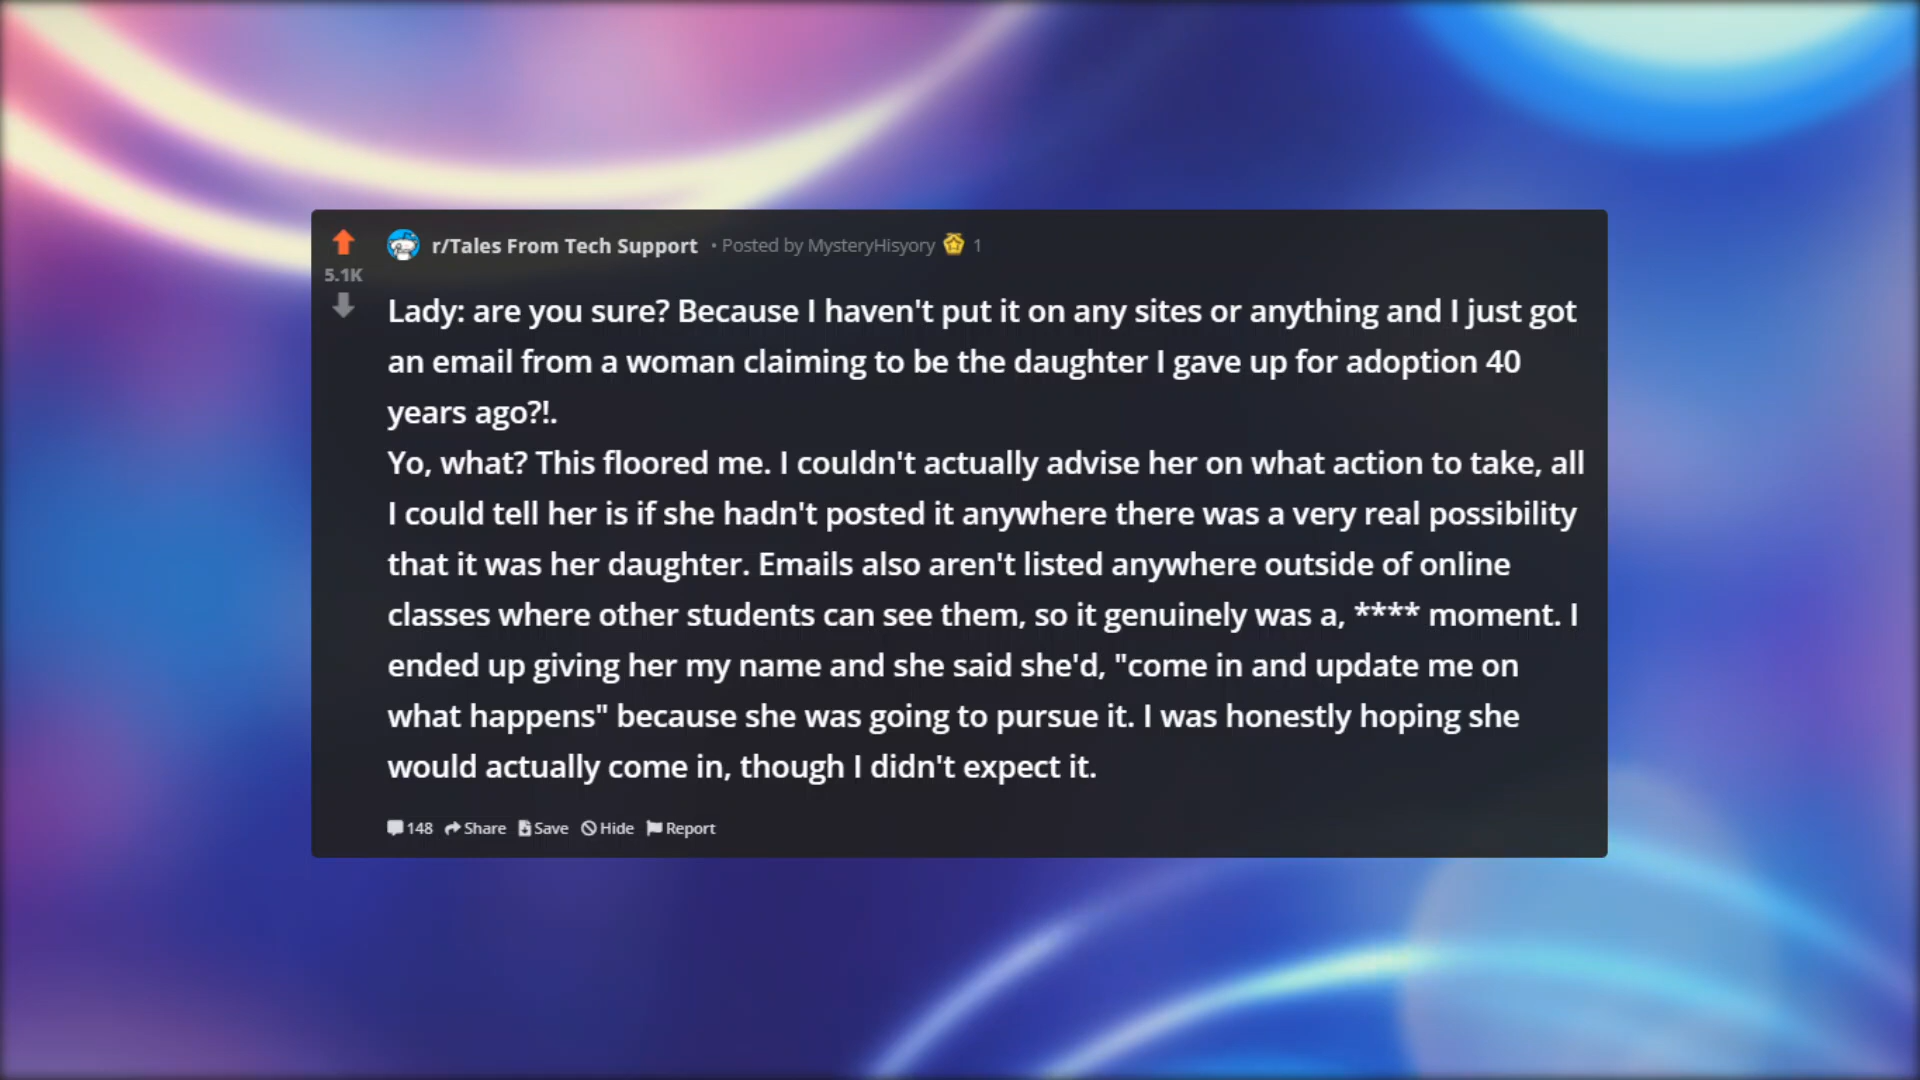 r/Tales From Tech Support • Posted by MysteryHisyory 1
5.1K
Lady: are you sure? Because I haven't put it on any sites or anything and I just got
an email from a woman claiming to be the daughter I gave up for adoption 40
years ago?!.
Yo, what? This floored me. I couldn't actually advise her on what action to take, all
I could tell her is if she hadn't posted it anywhere there was a very real possibility
that it was her daughter. Emails also aren't listed anywhere outside of online
classes where other students can see them, so it genuinely was a, **** moment. I
ended up giving her my name and she said she'd, "come in and update me on
what happens" because she was going to pursue it. I was honestly hoping she
would actually come in, though I didn't expect it.
148 Share Save Hide Report